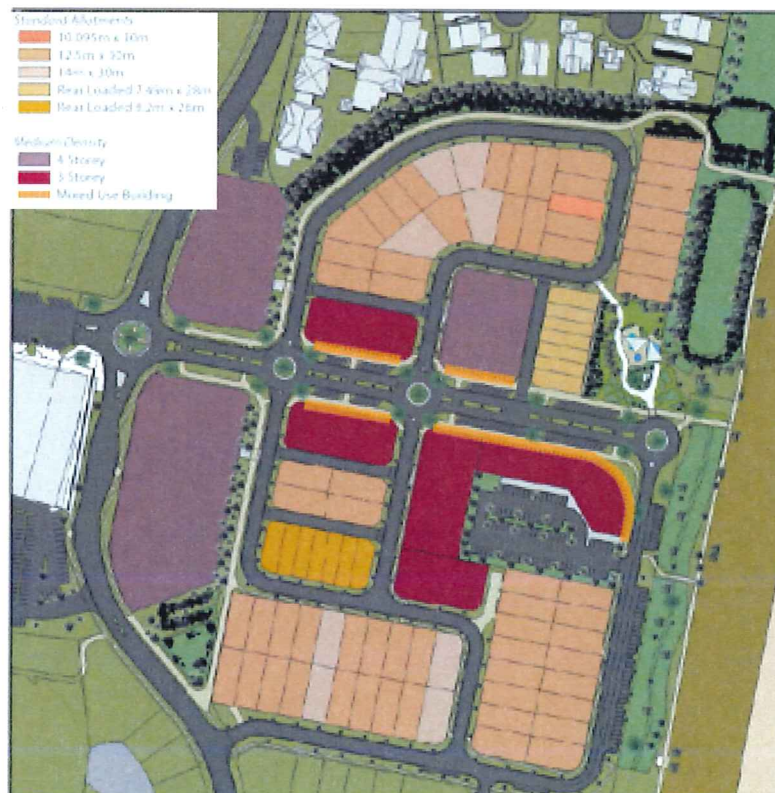 Standard Allotments
10.095m x 30m
12.5m x 30m
14m x 30m
Rear Loaded 7.45m x 28m
Rear Loaded 8.2m x 28m
Medium Density
4 Storey
3 Storey
Mixed Use Building